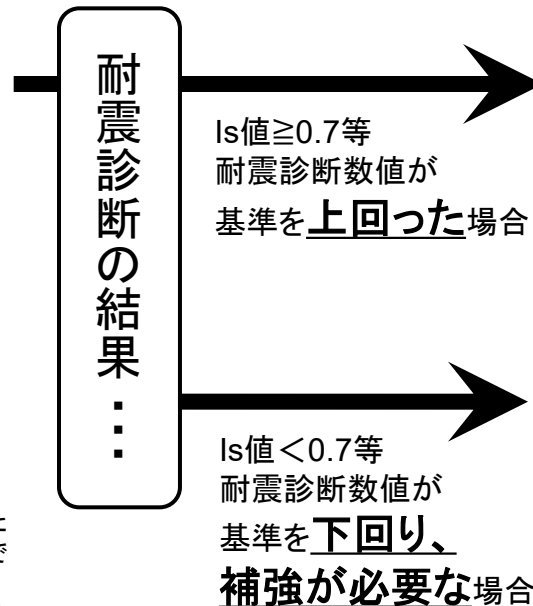 耐震診断の結果・・・
Is値≧0.7等
耐震診断数値が
基準を上回った場合
Is値＜0.7等
耐震診断数値が
基準を下回り、
補強が必要な場合
で